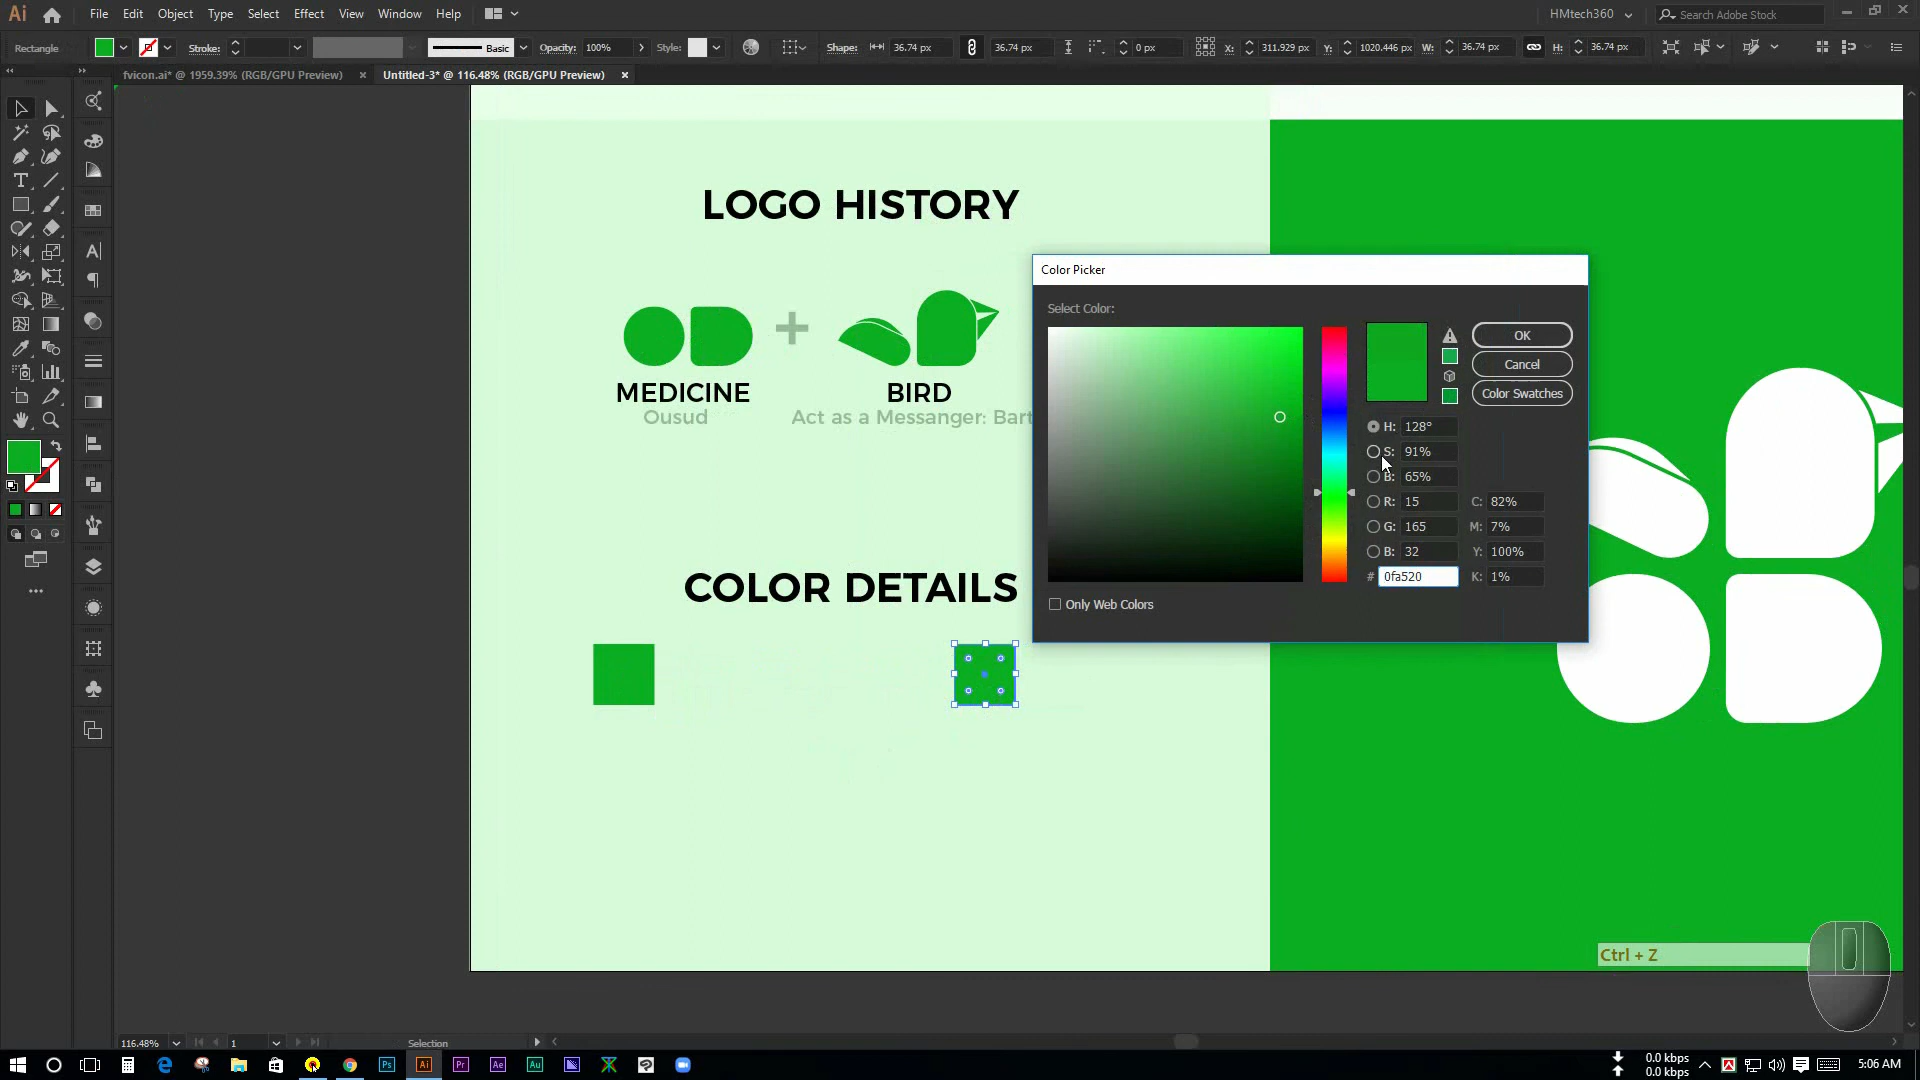 Ai File Edit Object Type Select Effect View Window Help HMtech360 Search Adobe Stock
Rectangle Stroke: Basic Opacity: 100% Style: Shape: 36.74 px 36.74 px 0 px X: 311.929 px Y: 1020.446 px W: 36.74 px H: 36.74 px
fvicon.ai* @ 1959.39% (RGB/GPU Preview) × Untitled-3* @ 116.48% (RGB/GPU Preview) ×
LOGO HISTORY
MEDICINE BIRD
Ousud Act as a Messanger: Bart
COLOR DETAILS
Color Picker
Select Color:
OK
Cancel
Color Swatches
H: 128°
S: 91%
B: 65%
R: 15 C: 82%
G: 165 M: 7%
B: 32 Y: 100%
# 0fa520 K: 1%
Only Web Colors
Ctrl + Z
116.48% 1 Selection
Ps Ai Pr Ae Au
0.0 kbps
0.0 kbps
5:06 AM